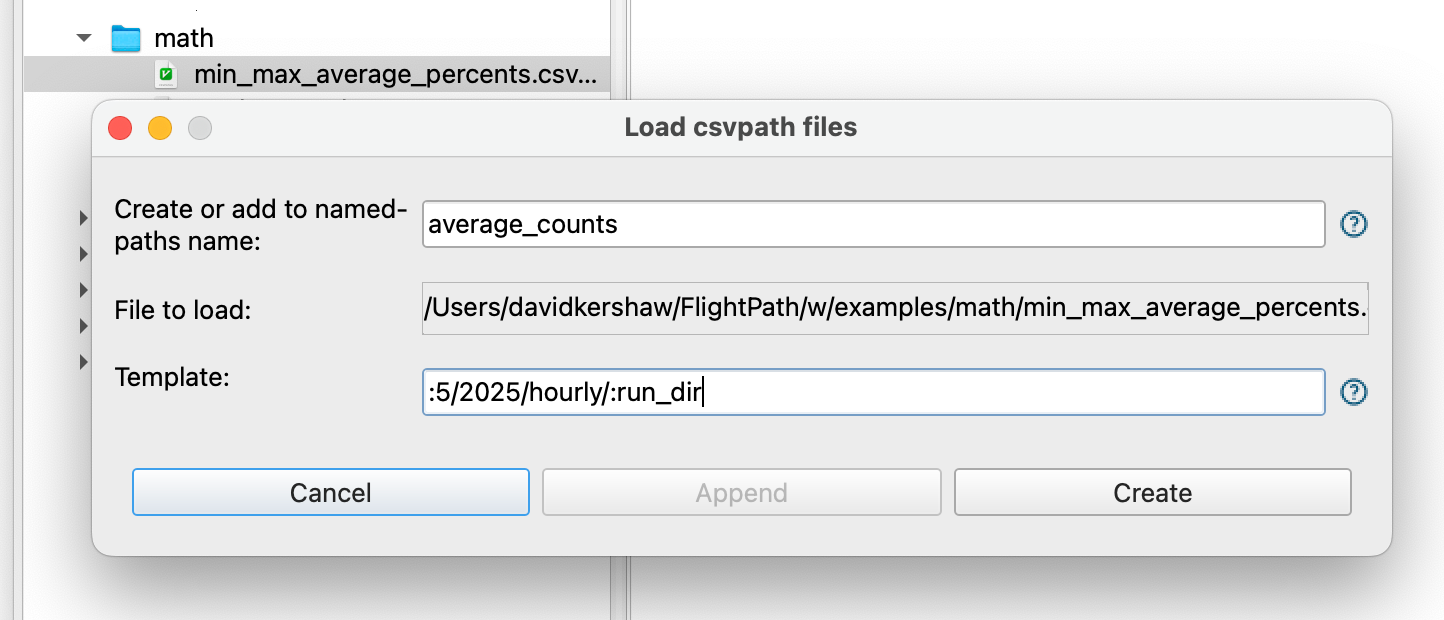 math
min_max_average_percents.csv...
Load csvpath files
Create or add to named-
paths name:
average_counts
File to load:
/Users/davidkershaw/FlightPath/w/examples/math/min_max_average_percents.
Template:
:5/2025/hourly/:run_dir
Cancel
Append
Create